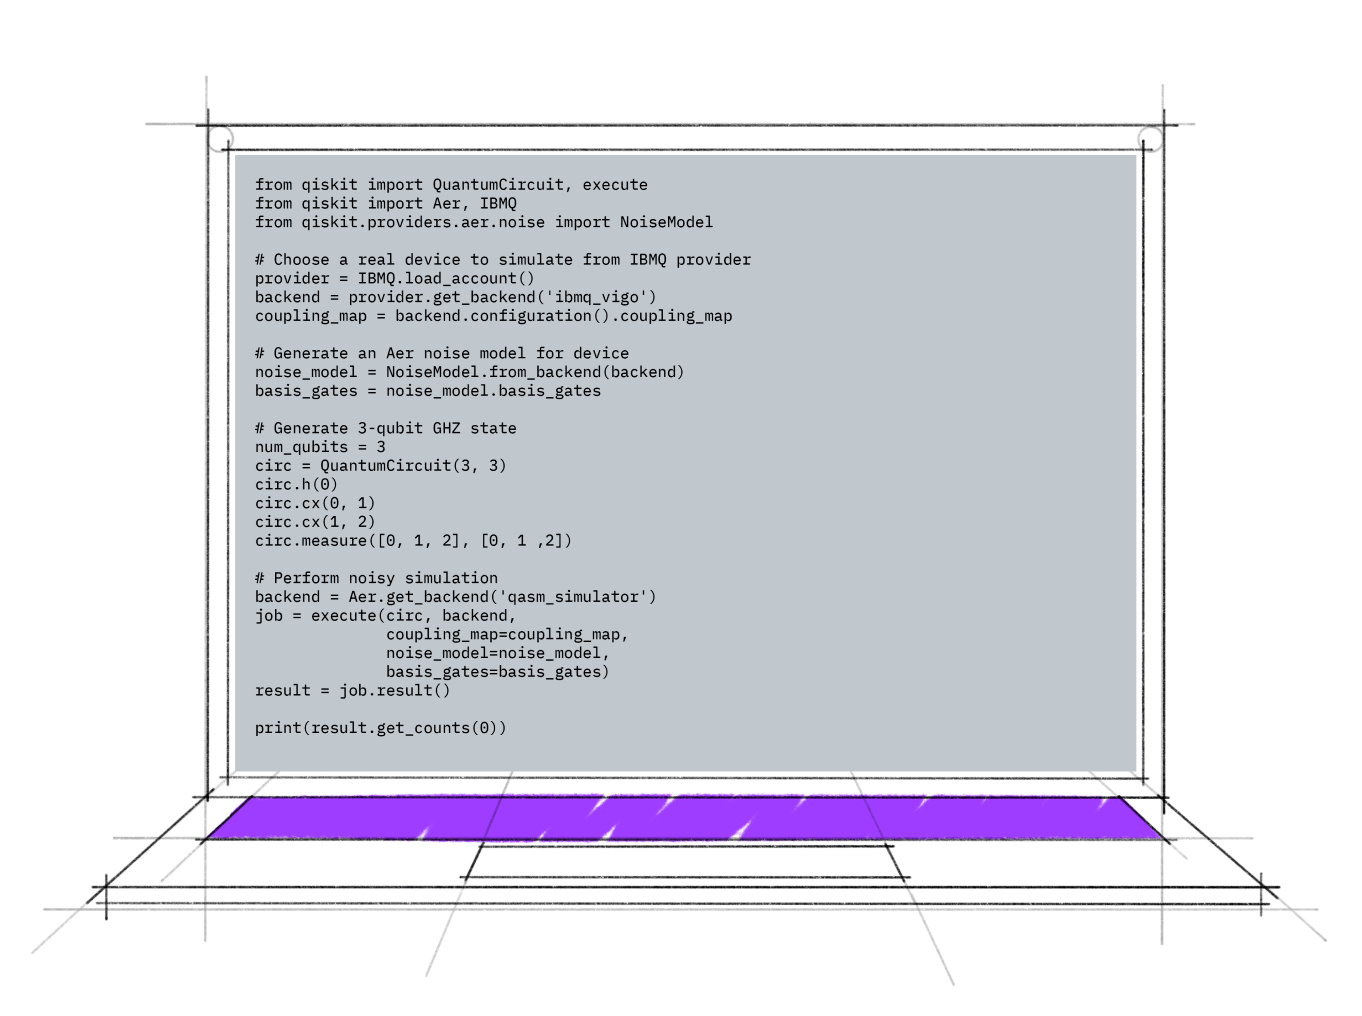 from qiskit import QuantumCircuit, execute
from qiskit import Aer, IBMQ
from qiskit.providers.aer.noise import NoiseModel

# Choose a real device to simulate from IBMQ provider
provider = IBMQ.load_account()
backend = provider.get_backend('ibmq_vigo')
coupling_map = backend.configuration().coupling_map

# Generate an Aer noise model for device
noise_model = NoiseModel.from_backend(backend)
basis_gates = noise_model.basis_gates

# Generate 3-qubit GHZ state
num_qubits = 3
circ = QuantumCircuit(3, 3)
circ.h(0)
circ.cx(0, 1)
circ.cx(1, 2)
circ.measure([0, 1, 2], [0, 1 ,2])

# Perform noisy simulation
backend = Aer.get_backend('qasm_simulator')
job = execute(circ, backend,
              coupling_map=coupling_map,
              noise_model=noise_model,
              basis_gates=basis_gates)
result = job.result()

print(result.get_counts(0))